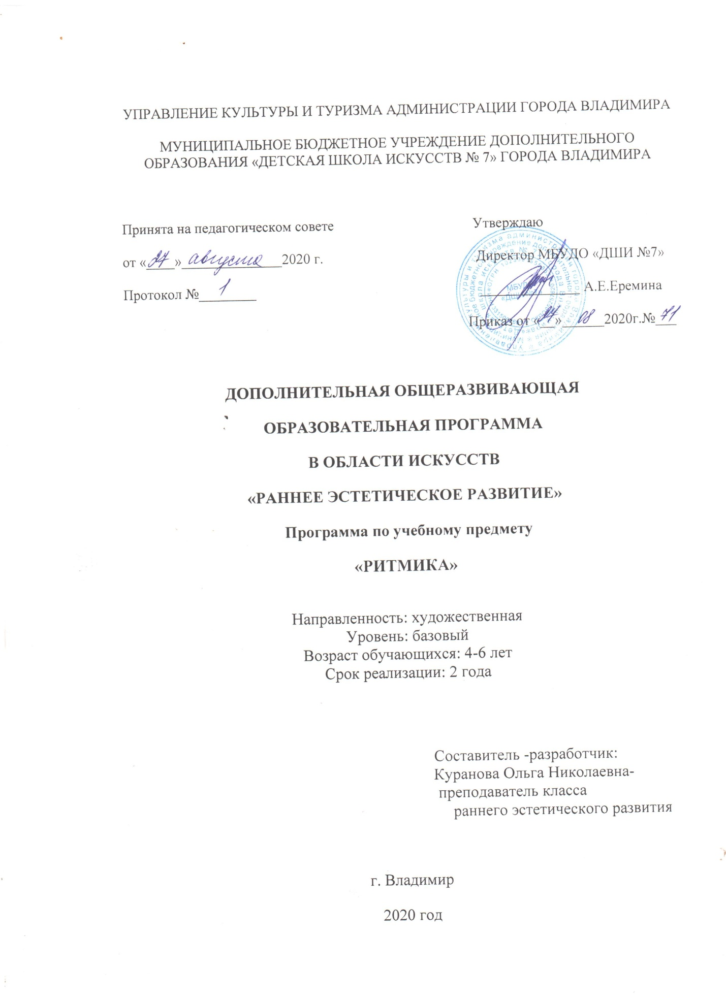 УПРАВЛЕНИЕ КУЛЬТУРЫ И ТУРИЗМА АДМИНИСТРАЦИИ ГОРОДА ВЛАДИМИРА
МУНИЦИПАЛЬНОЕ БЮДЖЕТНОЕ УЧРЕЖДЕНИЕ ДОПОЛНИТЕЛЬНОГО
ОБРАЗОВАНИЯ «ДЕТСКАЯ ШКОЛА ИСКУССТВ № 7» ГОРОДА ВЛАДИМИРА
Принята на педагогическом совете
от «27» августа 2020 г.
Протокол № 1
Утверждаю
Директор МБУДО «ДШИ №7»
А.Е.Еремина
Приказ от «27» 08 2020г.№ 71
ДОПОЛНИТЕЛЬНАЯ ОБЩЕРАЗВИВАЮЩАЯ
ОБРАЗОВАТЕЛЬНАЯ ПРОГРАММА
В ОБЛАСТИ ИСКУССТВ
«РАННЕЕ ЭСТЕТИЧЕСКОЕ РАЗВИТИЕ»
Программа по учебному предмету
«РИТМИКА»
Направленность: художественная
Уровень: базовый
Возраст обучающихся: 4-6 лет
Срок реализации: 2 года
Составитель -разработчик:
Куранова Ольга Николаевна-
преподаватель класса
раннего эстетического развития
г. Владимир
2020 год